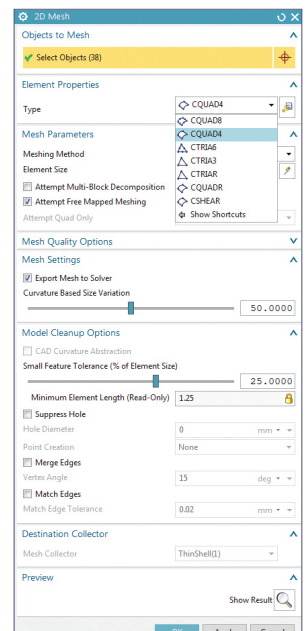 2D Mesh
Objects to Mesh
Select Objects (38)
Element Properties
Type
CQUAD4
CQUAD8
CQUAD4
CTRIA6
CTRIA3
CTRIAR
CQUADR
CSHEAR
Show Shortcuts
Mesh Parameters
Meshing Method
Element Size
Attempt Multi-Block Decomposition
Attempt Free Mapped Meshing
Attempt Quad Only
Mesh Quality Options
Mesh Settings
Export Mesh to Solver
Curvature Based Size Variation
50.0000
Model Cleanup Options
CAD Curvature Abstraction
Small Feature Tolerance (% of Element Size)
25.0000
Minimum Element Length (Read-Only) 1.25
Suppress Hole
Hole Diameter 0 mm
Point Creation None
Merge Edges
Vertex Angle 15 deg
Match Edges
Match Edge Tolerance 0.02 mm
Destination Collector
Mesh Collector ThinShell(1)
Preview
Show Result